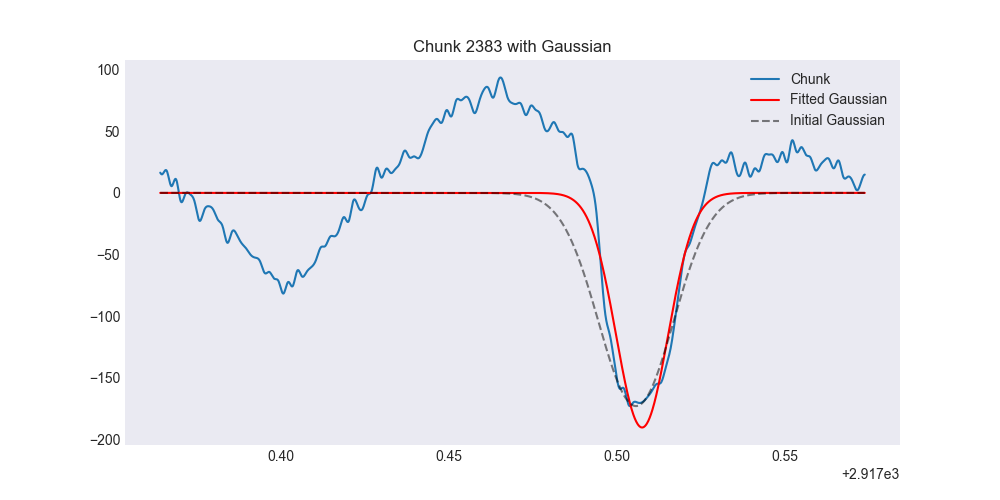 Chunk 2383 with Gaussian
Chunk
Fitted Gaussian
Initial Gaussian
100
50
0
−50
−100
−150
−200
0.40 0.45 0.50 0.55
+2.917e3